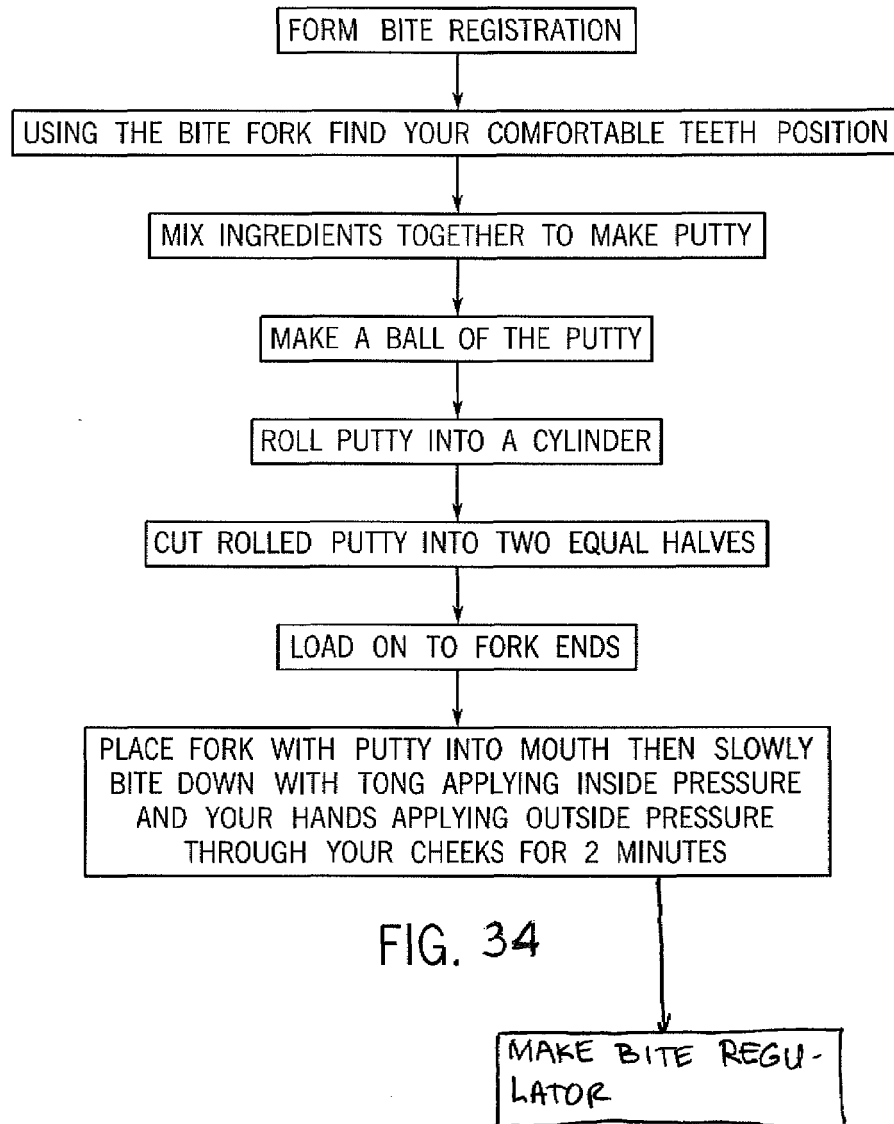 FORM BITE REGISTRATION
USING THE BITE FORK FIND YOUR COMFORTABLE TEETH POSITION
MIX INGREDIENTS TOGETHER TO MAKE PUTTY
MAKE A BALL OF THE PUTTY
ROLL PUTTY INTO A CYLINDER
CUT ROLLED PUTTY INTO TWO EQUAL HALVES
LOAD ON TO FORK ENDS
PLACE FORK WITH PUTTY INTO MOUTH THEN SLOWLY
BITE DOWN WITH TONG APPLYING INSIDE PRESSURE
AND YOUR HANDS APPLYING OUTSIDE PRESSURE
THROUGH YOUR CHEEKS FOR 2 MINUTES
FIG. 34
MAKE BITE REGU-
LATOR